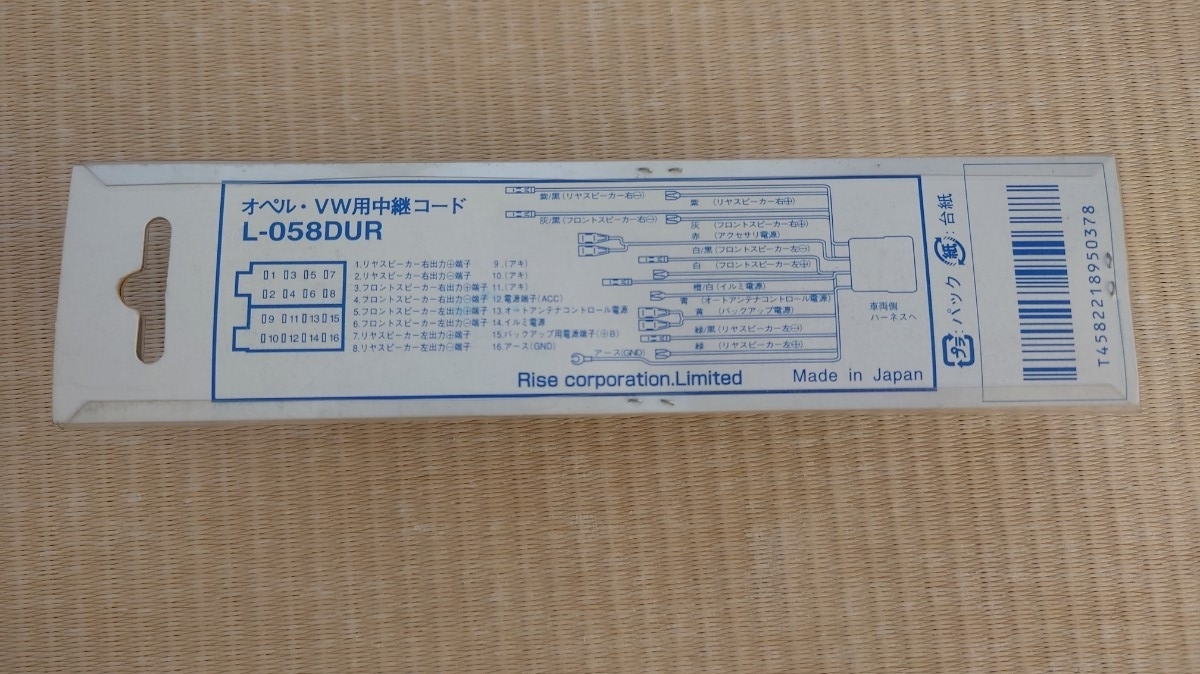 オペル・VW用中継コード
L-058DUR
1 3 5 7
2 4 6 8
9 11 13 15
10 12 14 16
1.リヤスピーカー右出力⊕端子
2.リヤスピーカー右出力⊖端子
3.フロントスピーカー右出力⊕端子
4.フロントスピーカー右出力⊖端子
5.フロントスピーカー左出力⊕端子
6.フロントスピーカー左出力⊖端子
7.リヤスピーカー左出力⊕端子
8.リヤスピーカー左出力⊖端子
9.(アキ)
10.(アキ)
11.(アキ)
12.電源端子(ACC)
13.オートアンテナコントロール電源
14.イルミ電源
15.バックアップ用電源端子(⊕B)
16.アース(GND)
紫/黒(リヤスピーカー右⊖)
紫 (リヤスピーカー右⊕)
灰/黒(フロントスピーカー右⊖)
灰 (フロントスピーカー右⊕)
赤 (アクセサリ電源)
白/黒(フロントスピーカー左⊖)
白 (フロントスピーカー左⊕)
橙/白(イルミ電源)
青 (オートアンテナコントロール電源)
黄 (バックアップ電源)
緑/黒(リヤスピーカー左⊖)
緑 (リヤスピーカー左⊕)
アース(GND)
車両側
ハーネスへ
Rise corporation.Limited
Made in Japan
プラ:パック 紙:台紙
T4582218950378